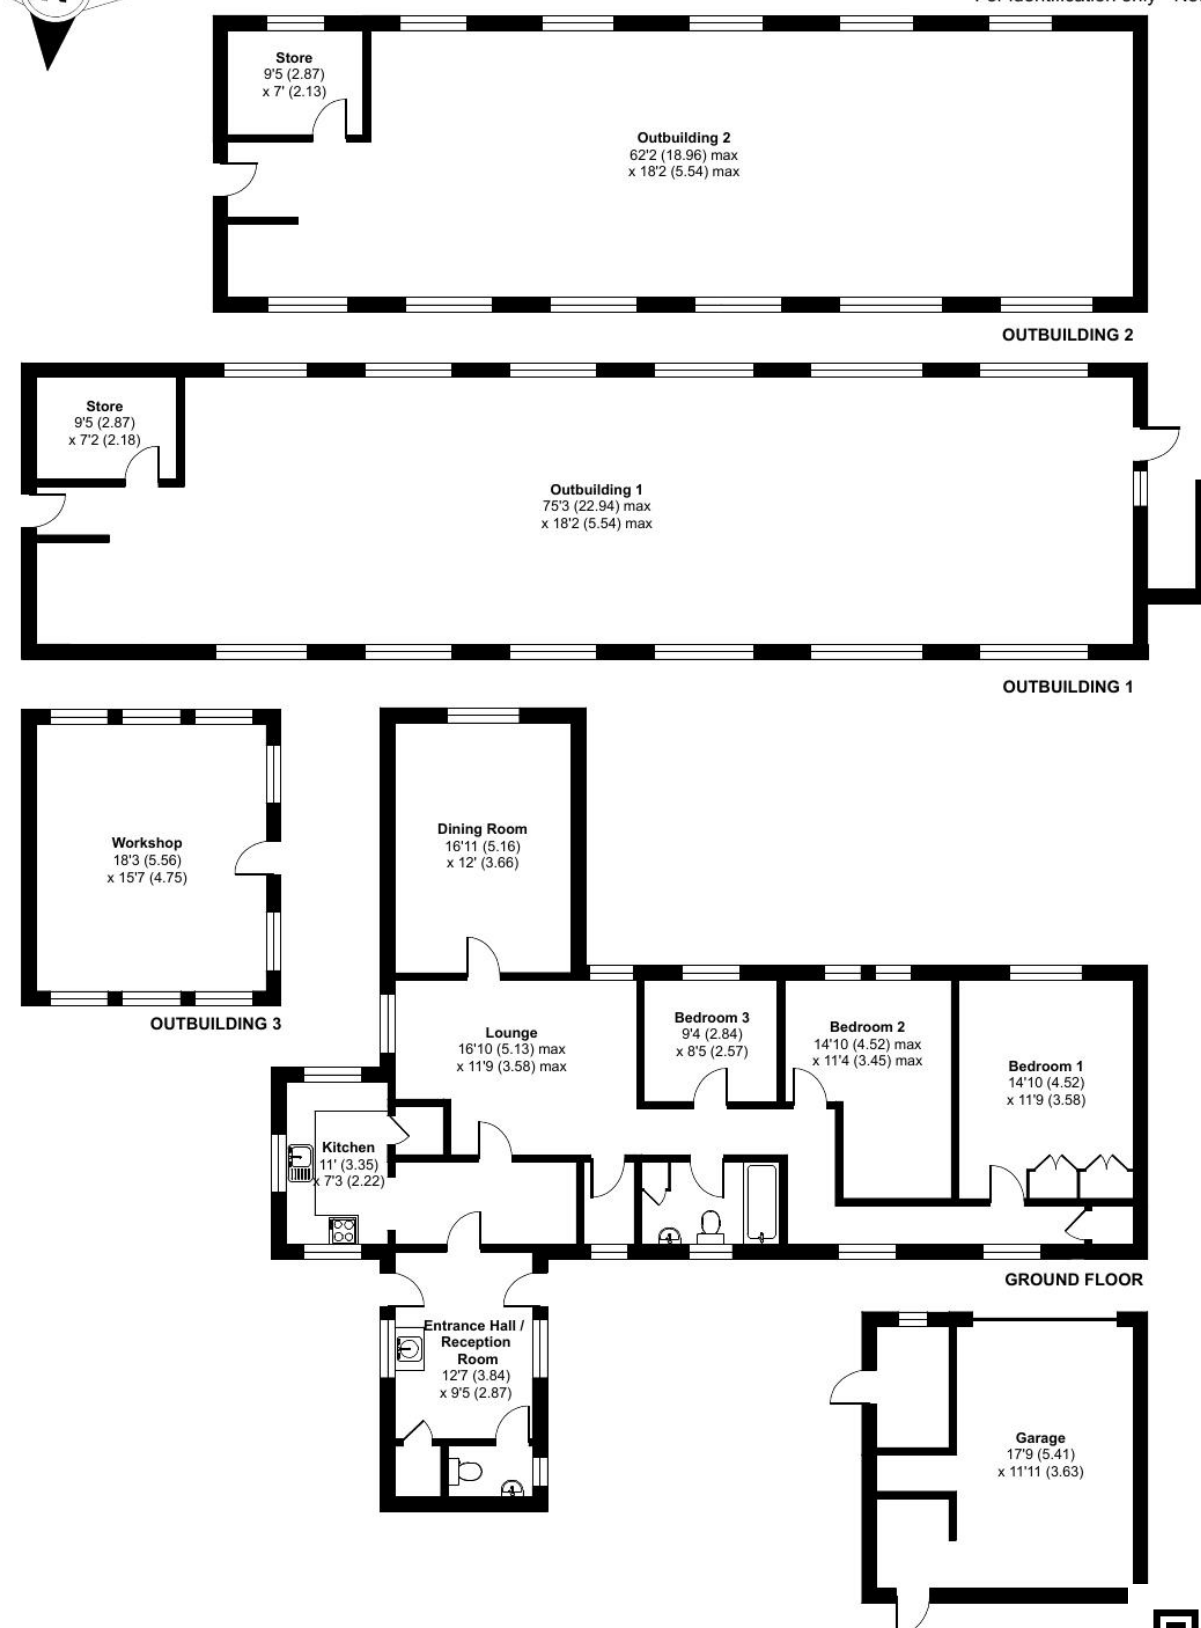 For identification only - No
Store
9'5 (2.87)
x 7' (2.13)
Outbuilding 2
62'2 (18.96) max
x 18'2 (5.54) max
OUTBUILDING 2
Store
9'5 (2.87)
x 7'2 (2.18)
Outbuilding 1
75'3 (22.94) max
x 18'2 (5.54) max
OUTBUILDING 1
Workshop
18'3 (5.56)
x 15'7 (4.75)
OUTBUILDING 3
Dining Room
16'11 (5.16)
x 12' (3.66)
Lounge
16'10 (5.13) max
x 11'9 (3.58) max
Bedroom 3
9'4 (2.84)
x 8'5 (2.57)
Bedroom 2
14'10 (4.52) max
x 11'4 (3.45) max
Bedroom 1
14'10 (4.52)
x 11'9 (3.58)
Kitchen
11' (3.35)
x 7'3 (2.22)
GROUND FLOOR
Entrance Hall /
Reception
Room
12'7 (3.84)
x 9'5 (2.87)
Garage
17'9 (5.41)
x 11'11 (3.63)